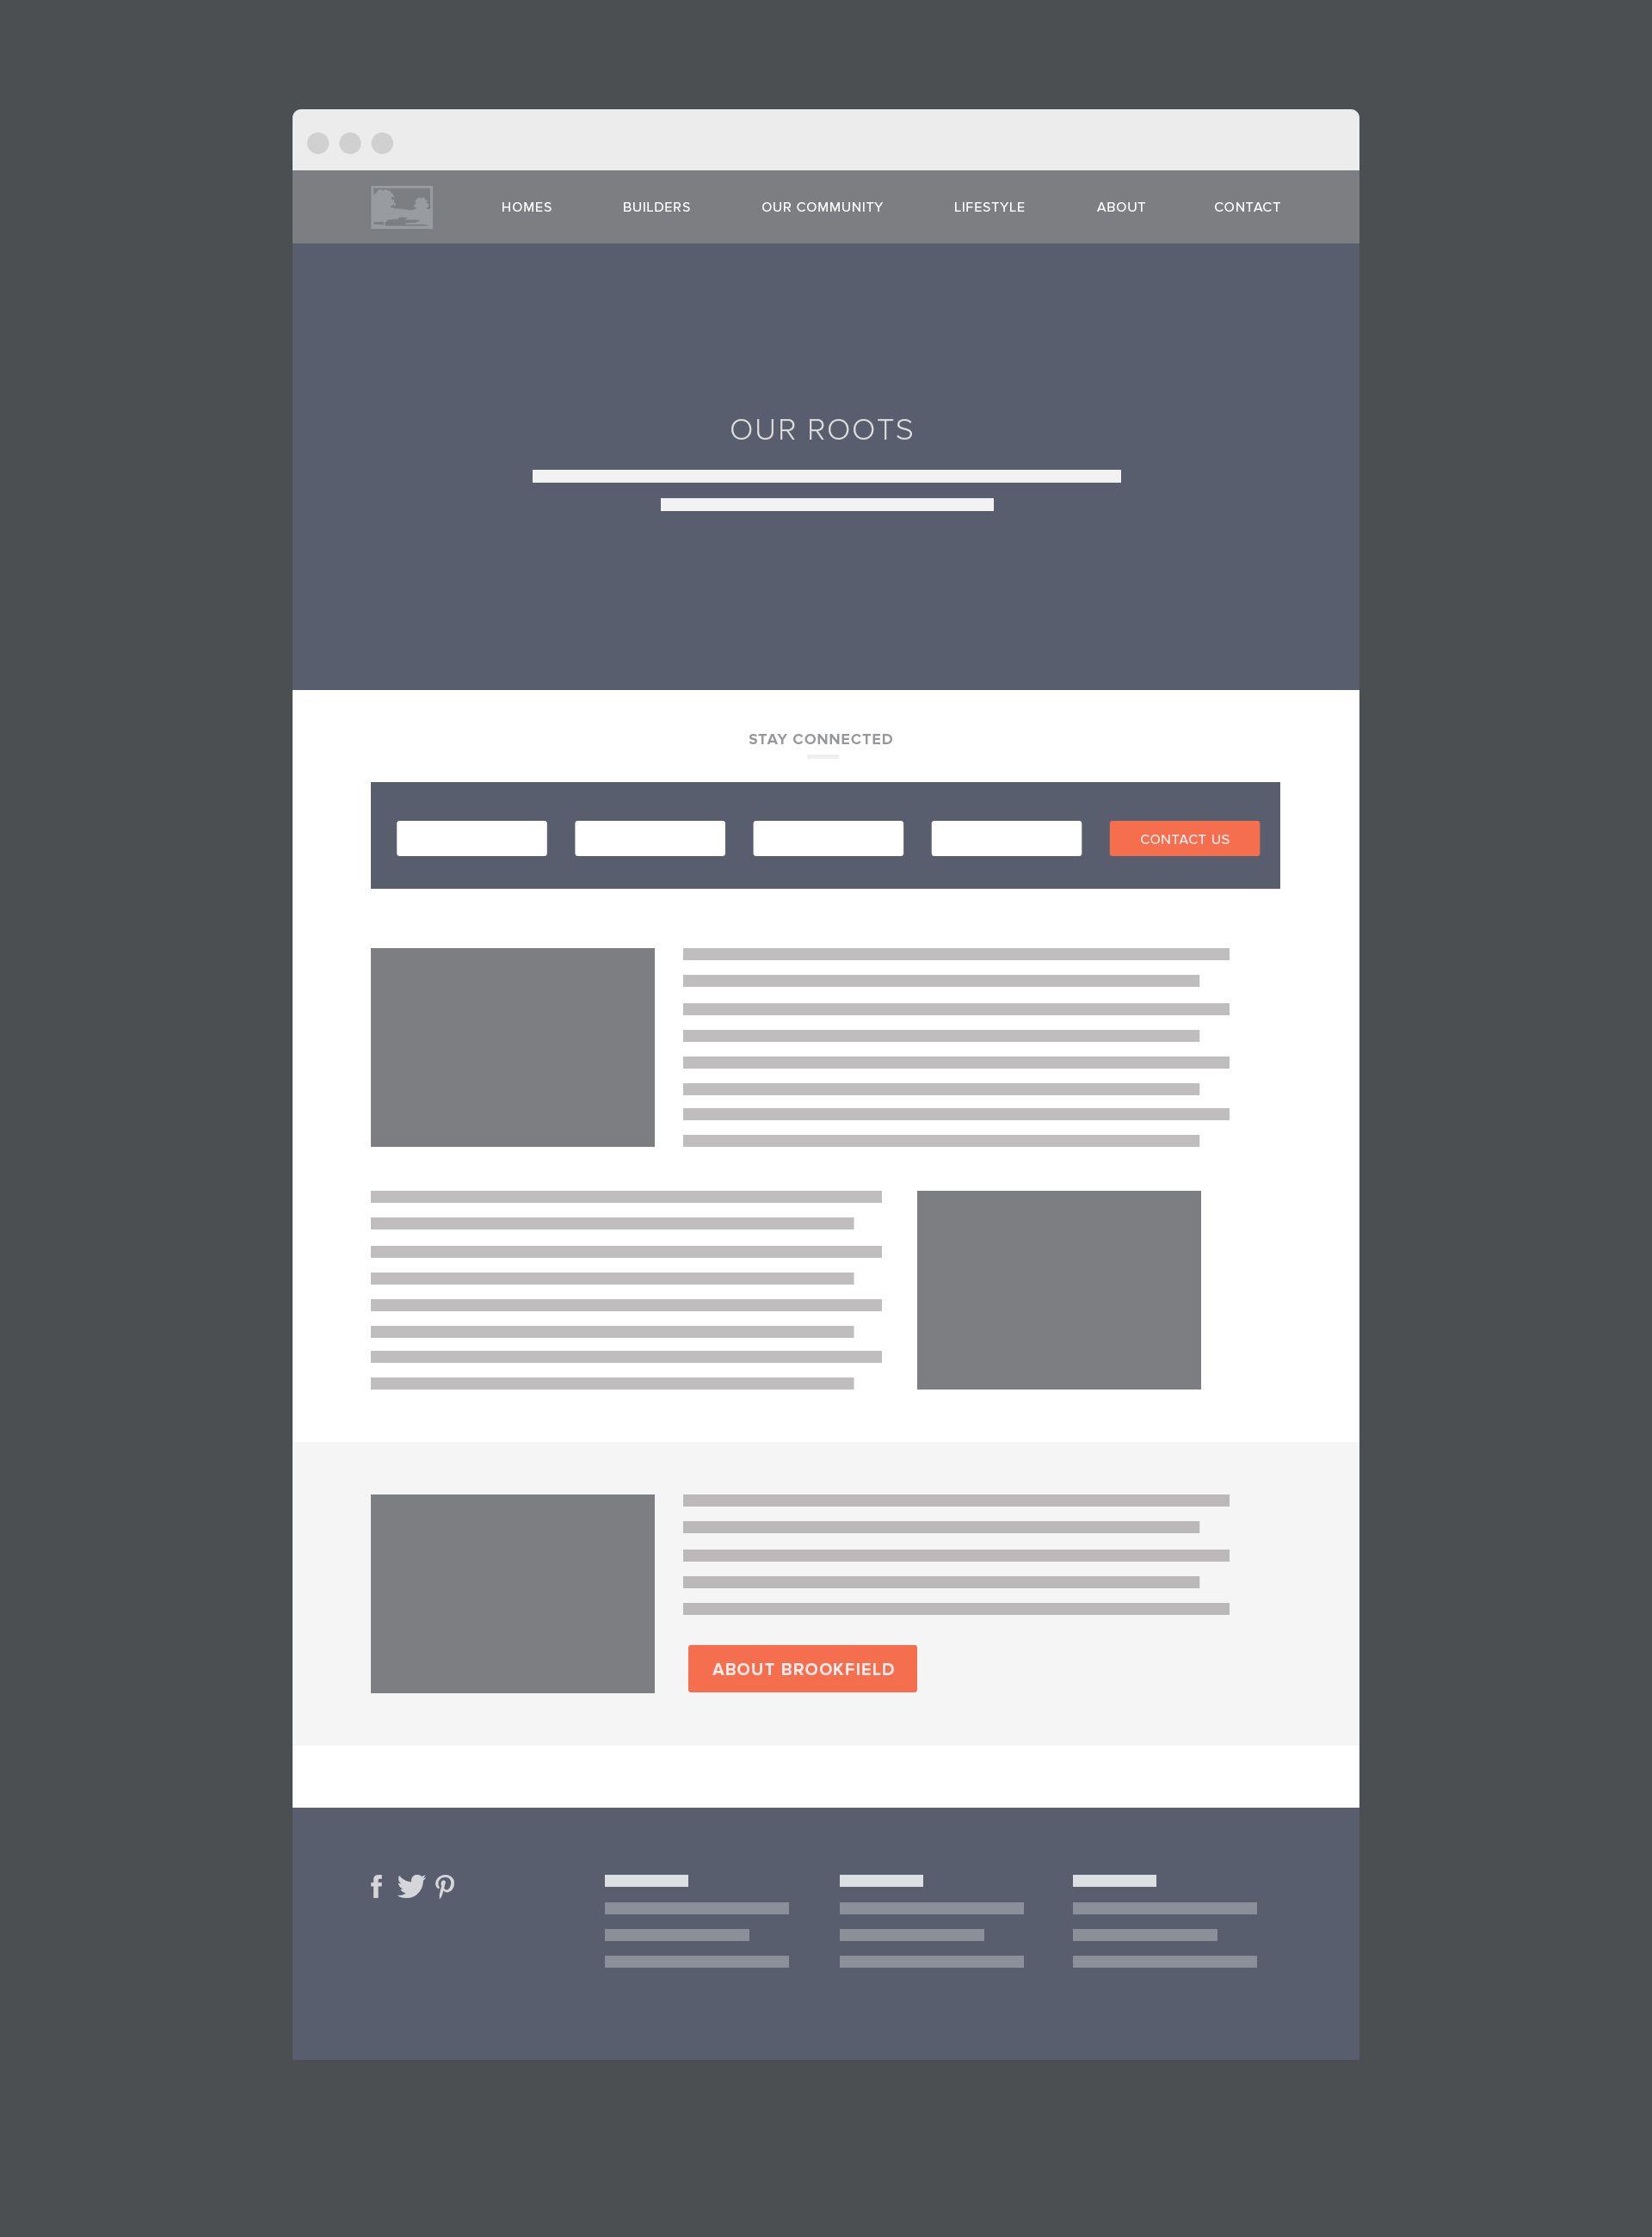 HOMES BUILDERS OUR COMMUNITY LIFESTYLE ABOUT CONTACT
OUR ROOTS
STAY CONNECTED
CONTACT US
ABOUT BROOKFIELD